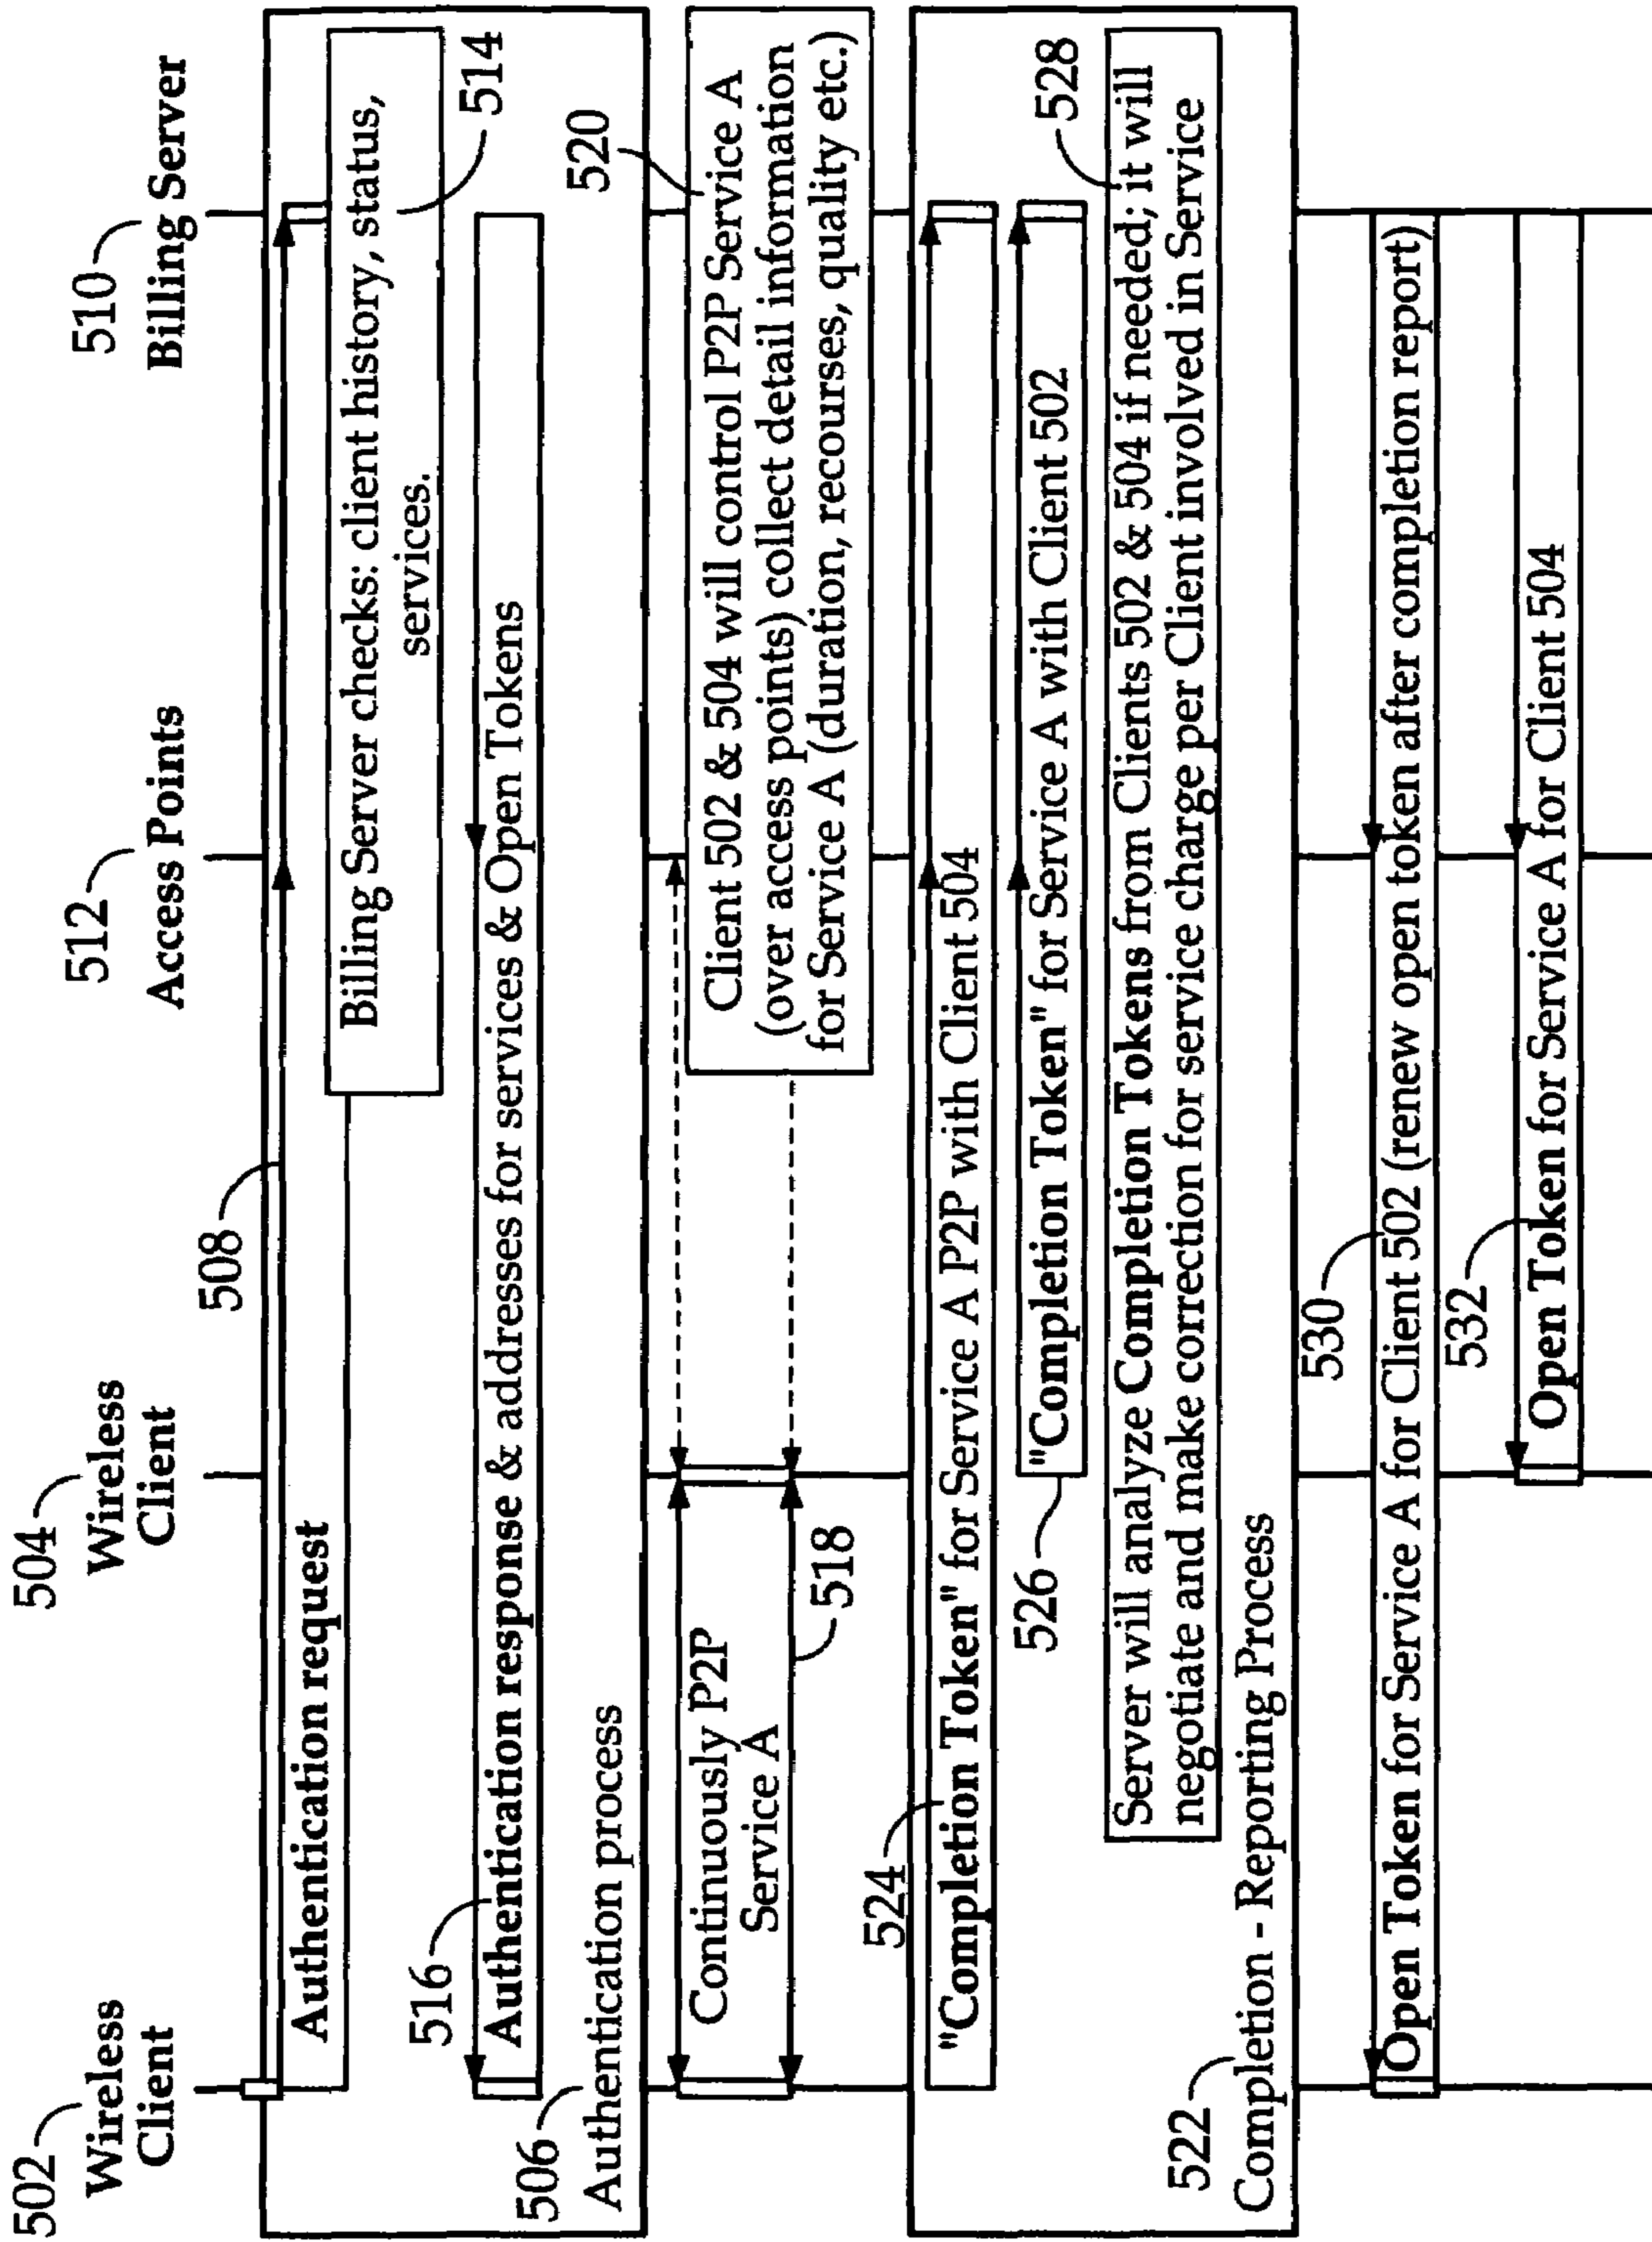 502
Wireless
Client
504
Wireless
Client
512
Access Points
510
Billing Server
508
Authentication request
Billing Server checks: client history, status,
services.
514
516
Authentication response & addresses for services & Open Tokens
506
Authentication process
Continuously P2P
Service A
518
520
Client 502 & 504 will control P2P Service A
(over access points) collect detail information
for Service A (duration, recourses, quality etc.)
524
"Completion Token" for Service A P2P with Client 504
526
"Completion Token" for Service A with Client 502
528
Server will analyze Completion Tokens from Clients 502 & 504 if needed; it will
negotiate and make correction for service charge per Client involved in Service
522
Completion - Reporting Process
530
Open Token for Service A for Client 502 (renew open token after completion report)
532
Open Token for Service A for Client 504